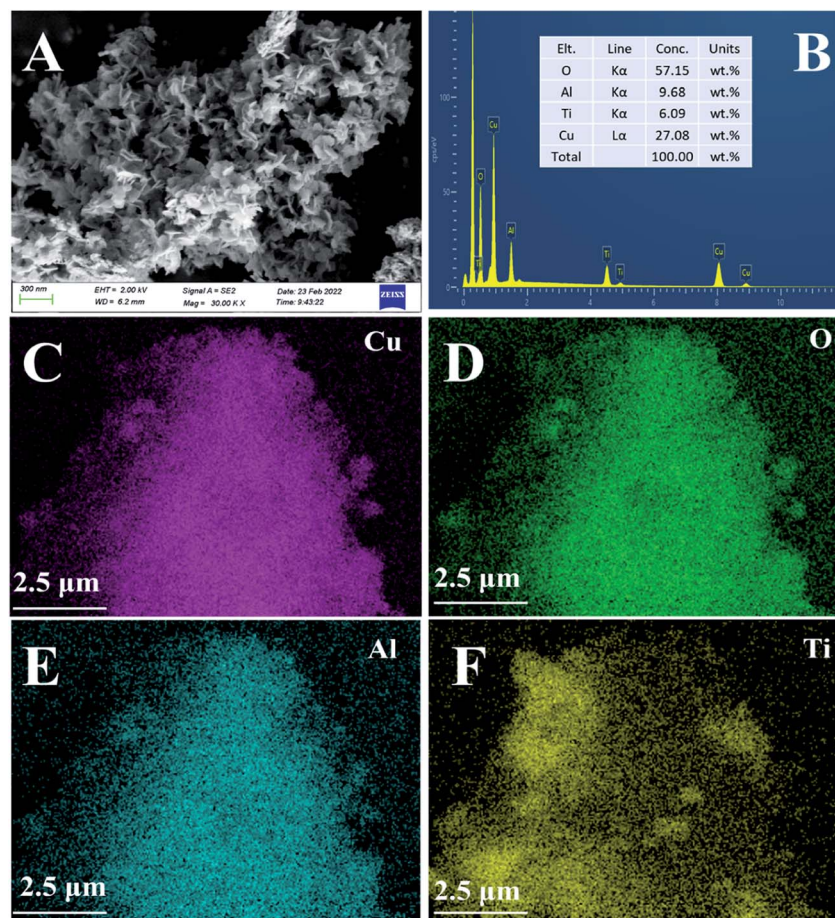 A
300 nm
EHT = 2.00 kV
WD = 6.2 mm
Signal A = SE2
Mag = 30.00 K X
Date: 23 Feb 2022
Time: 9:43:22
ZEISS
B
Elt. Line Conc. Units
O Kα 57.15 wt.%
Al Kα 9.68 wt.%
Ti Kα 6.09 wt.%
Cu Lα 27.08 wt.%
Total 100.00 wt.%
cps/eV
100
50
0
Cu
O
Ti
Al
Ti
Ti
Cu
Cu
0 2 4 6 8 10
C
Cu
2.5 μm
D
O
2.5 μm
E
Al
2.5 μm
F
Ti
2.5 μm